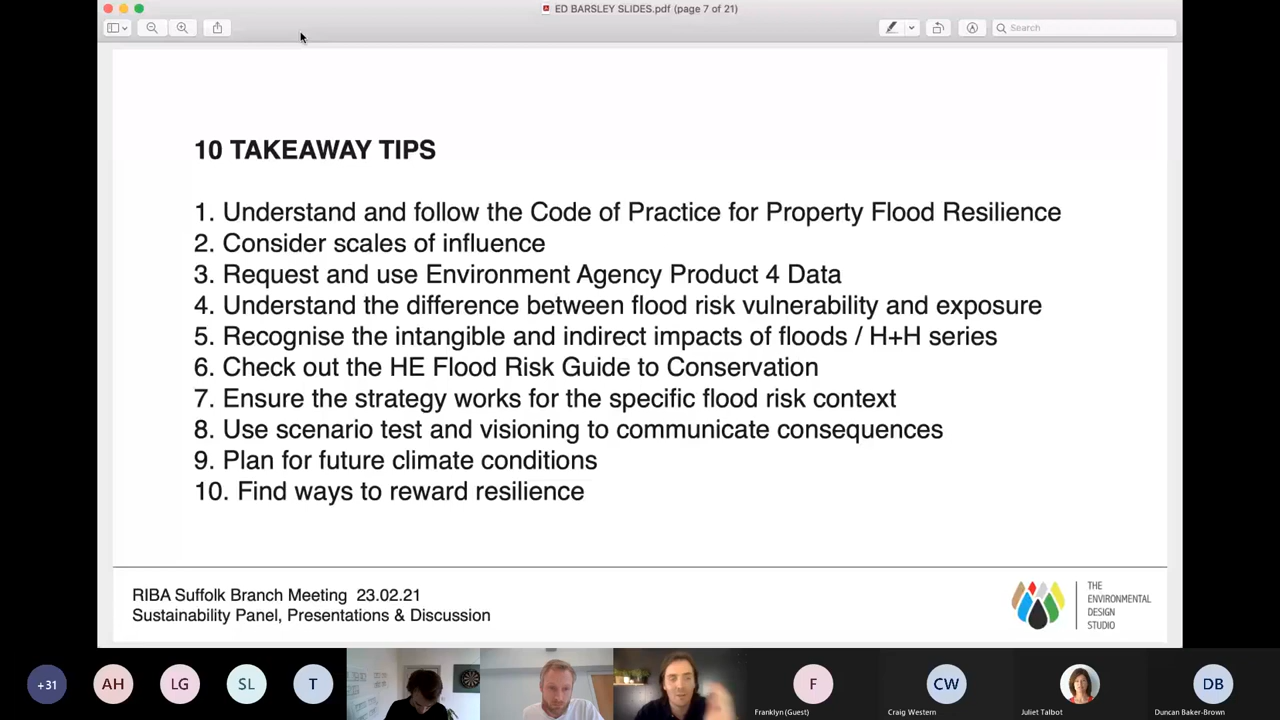 ED BARSLEY SLIDES.pdf (page 7 of 21)
Search
10 TAKEAWAY TIPS
1. Understand and follow the Code of Practice for Property Flood Resilience
2. Consider scales of influence
3. Request and use Environment Agency Product 4 Data
4. Understand the difference between flood risk vulnerability and exposure
5. Recognise the intangible and indirect impacts of floods / H+H series
6. Check out the HE Flood Risk Guide to Conservation
7. Ensure the strategy works for the specific flood risk context
8. Use scenario test and visioning to communicate consequences
9. Plan for future climate conditions
10. Find ways to reward resilience
RIBA Suffolk Branch Meeting 23.02.21
Sustainability Panel, Presentations & Discussion
THE
ENVIRONMENTAL
DESIGN
STUDIO
+31
AH
LG
SL
T
F
CW
DB
Franklyn (Guest)
Craig Western
Juliet Talbot
Duncan Baker-Brown